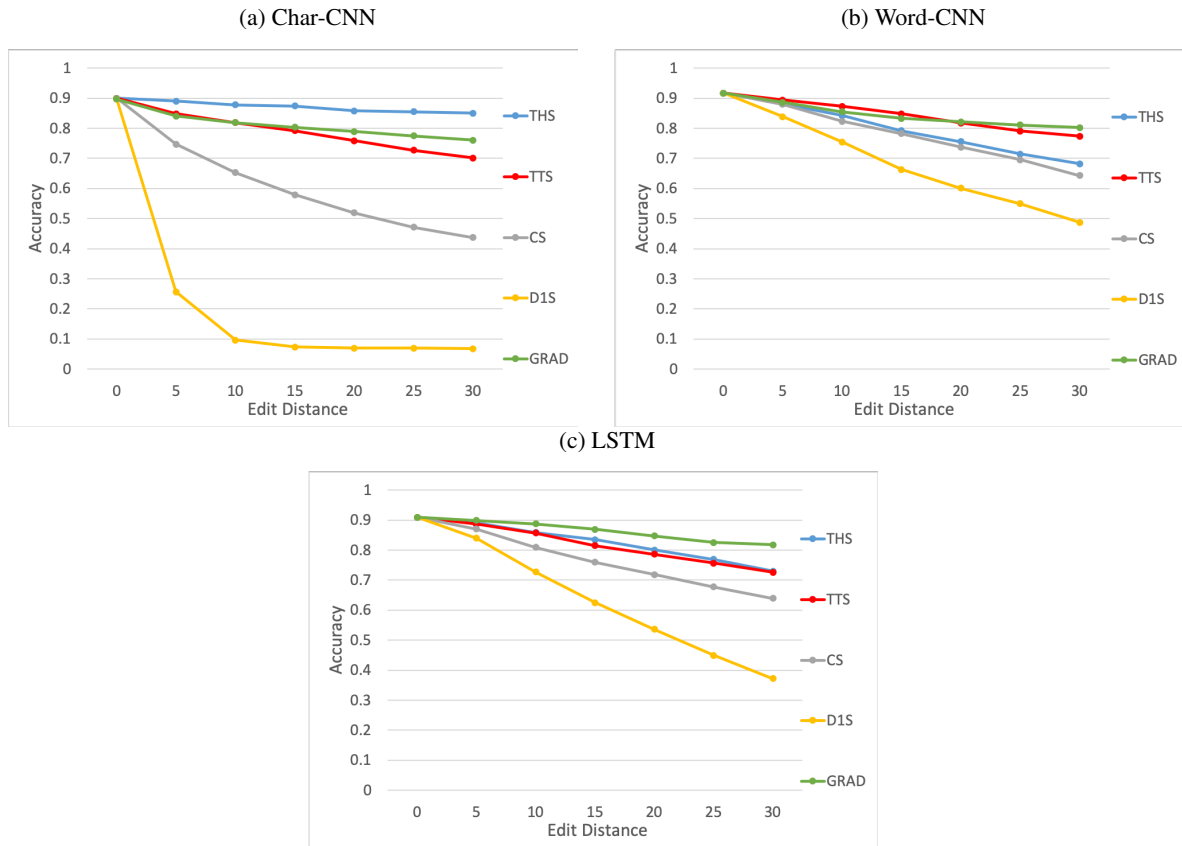 (a) Char-CNN
Accuracy
1
0.9
0.8
0.7
0.6
0.5
0.4
0.3
0.2
0.1
0
0 5 10 15 20 25 30
Edit Distance
THS
TTS
CS
D1S
GRAD
(b) Word-CNN
Accuracy
1
0.9
0.8
0.7
0.6
0.5
0.4
0.3
0.2
0.1
0
0 5 10 15 20 25 30
Edit Distance
THS
TTS
CS
D1S
GRAD
(c) LSTM
Accuracy
1
0.9
0.8
0.7
0.6
0.5
0.4
0.3
0.2
0.1
0
0 5 10 15 20 25 30
Edit Distance
THS
TTS
CS
D1S
GRAD